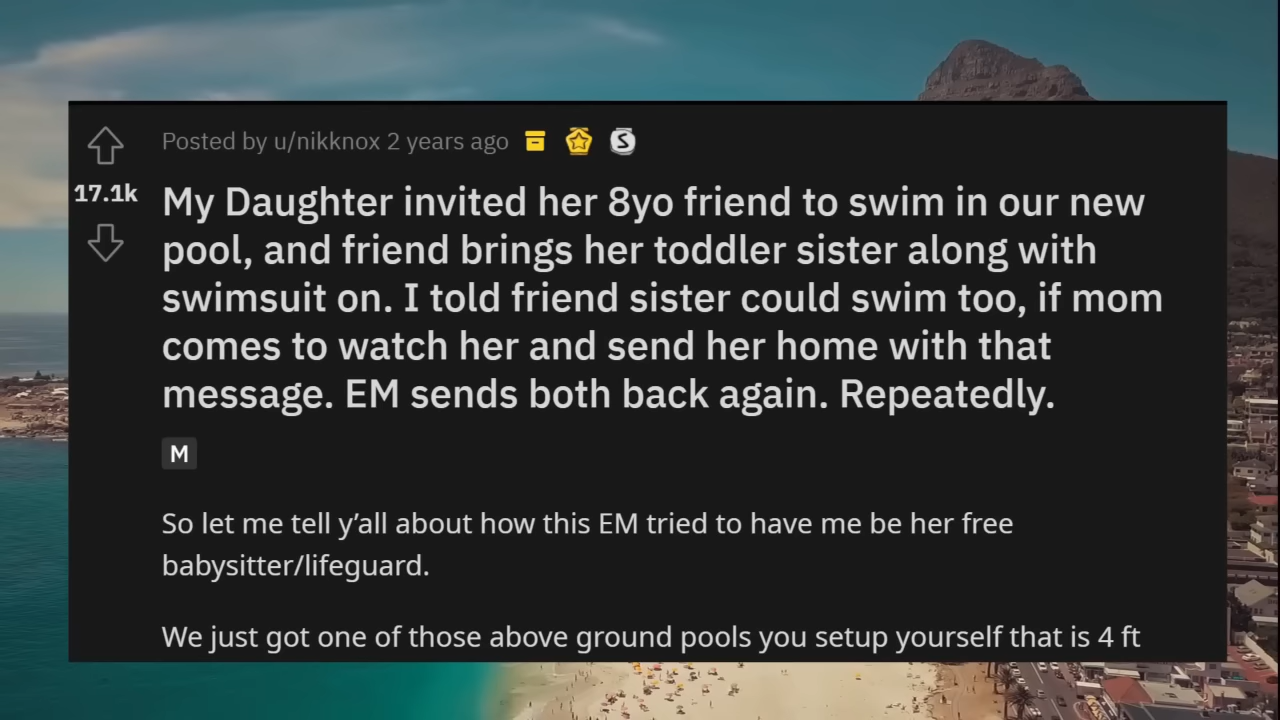 Posted by u/nikknox 2 years ago
17.1k
My Daughter invited her 8yo friend to swim in our new
pool, and friend brings her toddler sister along with
swimsuit on. I told friend sister could swim too, if mom
comes to watch her and send her home with that
message. EM sends both back again. Repeatedly.
M
So let me tell y’all about how this EM tried to have me be her free
babysitter/lifeguard.
We just got one of those above ground pools you setup yourself that is 4 ft